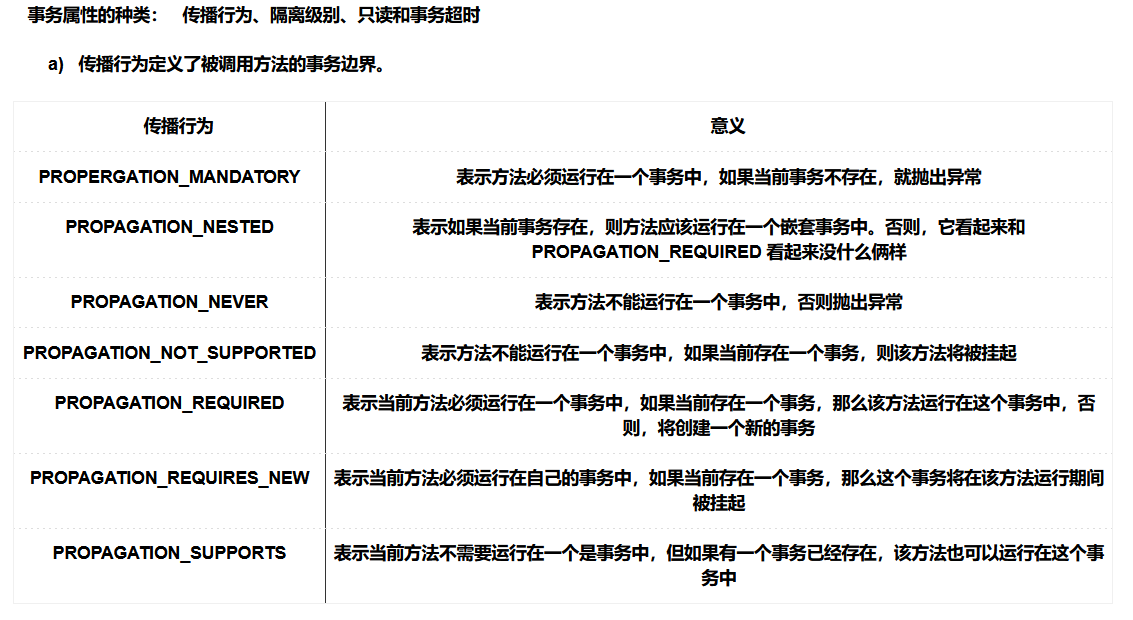 事务属性的种类： 传播行为、隔离级别、只读和事务超时
a) 传播行为定义了被调用方法的事务边界。
传播行为 意义
PROPERGATION_MANDATORY 表示方法必须运行在一个事务中，如果当前事务不存在，就抛出异常
PROPAGATION_NESTED 表示如果当前事务存在，则方法应该运行在一个嵌套事务中。否则，它看起来和
PROPAGATION_REQUIRED 看起来没什么俩样
PROPAGATION_NEVER 表示方法不能运行在一个事务中，否则抛出异常
PROPAGATION_NOT_SUPPORTED 表示方法不能运行在一个事务中，如果当前存在一个事务，则该方法将被挂起
PROPAGATION_REQUIRED 表示当前方法必须运行在一个事务中，如果当前存在一个事务，那么该方法运行在这个事务中，否
则，将创建一个新的事务
PROPAGATION_REQUIRES_NEW 表示当前方法必须运行在自己的事务中，如果当前存在一个事务，那么这个事务将在该方法运行期间
被挂起
PROPAGATION_SUPPORTS 表示当前方法不需要运行在一个是事务中，但如果有一个事务已经存在，该方法也可以运行在这个事
务中